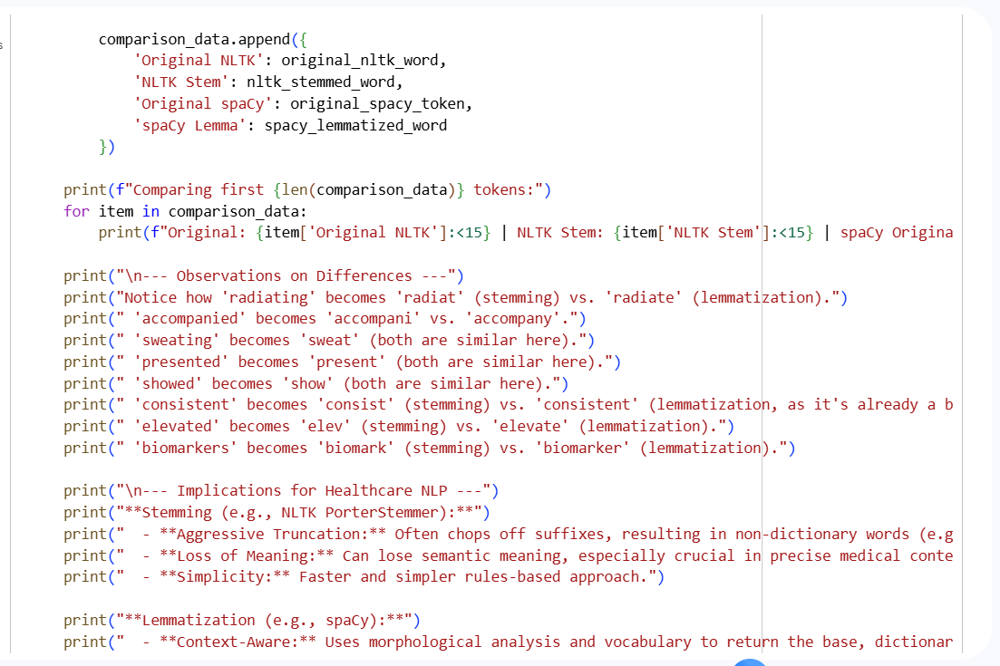 comparison_data.append({
'Original NLTK': original_nltk_word,
'NLTK Stem': nltk_stemmed_word,
'Original spaCy': original_spacy_token,
'spaCy Lemma': spacy_lemmatized_word
})
print(f"Comparing first {len(comparison_data)} tokens:")
for item in comparison_data:
print(f"Original: {item['Original NLTK']:<15} | NLTK Stem: {item['NLTK Stem']:<15} | spaCy Origina
print("\n--- Observations on Differences ---")
print("Notice how 'radiating' becomes 'radiat' (stemming) vs. 'radiate' (lemmatization).")
print(" 'accompanied' becomes 'accompani' vs. 'accompany'.")
print(" 'sweating' becomes 'sweat' (both are similar here).")
print(" 'presented' becomes 'present' (both are similar here).")
print(" 'showed' becomes 'show' (both are similar here).")
print(" 'consistent' becomes 'consist' (stemming) vs. 'consistent' (lemmatization, as it's already a b
print(" 'elevated' becomes 'elev' (stemming) vs. 'elevate' (lemmatization).")
print(" 'biomarkers' becomes 'biomark' (stemming) vs. 'biomarker' (lemmatization).")
print("\n--- Implications for Healthcare NLP ---")
print("**Stemming (e.g., NLTK PorterStemmer):**")
print("  - **Aggressive Truncation:** Often chops off suffixes, resulting in non-dictionary words (e.g
print("  - **Loss of Meaning:** Can lose semantic meaning, especially crucial in precise medical conte
print("  - **Simplicity:** Faster and simpler rules-based approach.")
print("**Lemmatization (e.g., spaCy):**")
print("  - **Context-Aware:** Uses morphological analysis and vocabulary to return the base, dictionar